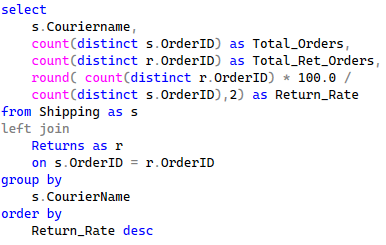 select
    s.Couriername,
    count(distinct s.OrderID) as Total_Orders,
    count(distinct r.OrderID) as Total_Ret_Orders,
    round( count(distinct r.OrderID) * 100.0 /
    count(distinct s.OrderID),2) as Return_Rate
from Shipping as s
left join
    Returns as r
    on s.OrderID = r.OrderID
group by
    s.CourierName
order by
    Return_Rate desc